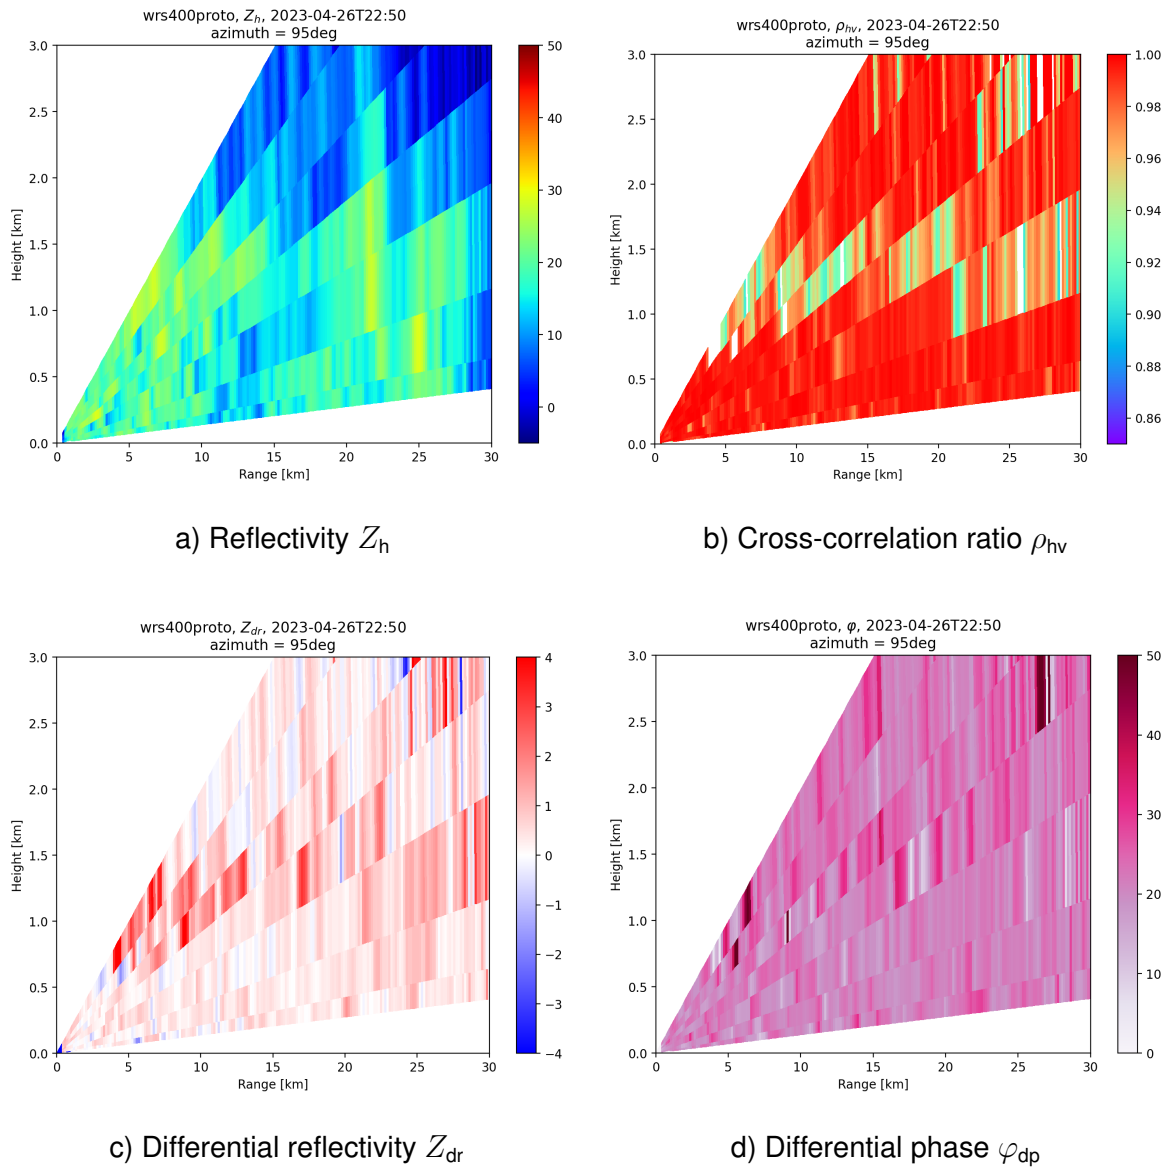 wrs400proto, Zh, 2023-04-26T22:50
azimuth = 95deg
3.0
2.5
2.0
1.5
1.0
0.5
0.0
Height [km]
0 5 10 15 20 25 30
Range [km]
50
40
30
20
10
0
a) Reflectivity Zh
wrs400proto, ρhv, 2023-04-26T22:50
azimuth = 95deg
3.0
2.5
2.0
1.5
1.0
0.5
0.0
Height [km]
0 5 10 15 20 25 30
Range [km]
1.00
0.98
0.96
0.94
0.92
0.90
0.88
0.86
b) Cross-correlation ratio ρhv
wrs400proto, Zdr, 2023-04-26T22:50
azimuth = 95deg
3.0
2.5
2.0
1.5
1.0
0.5
0.0
Height [km]
0 5 10 15 20 25 30
Range [km]
4
3
2
1
0
−1
−2
−3
−4
c) Differential reflectivity Zdr
wrs400proto, φ, 2023-04-26T22:50
azimuth = 95deg
3.0
2.5
2.0
1.5
1.0
0.5
0.0
Height [km]
0 5 10 15 20 25 30
Range [km]
50
40
30
20
10
0
d) Differential phase φdp